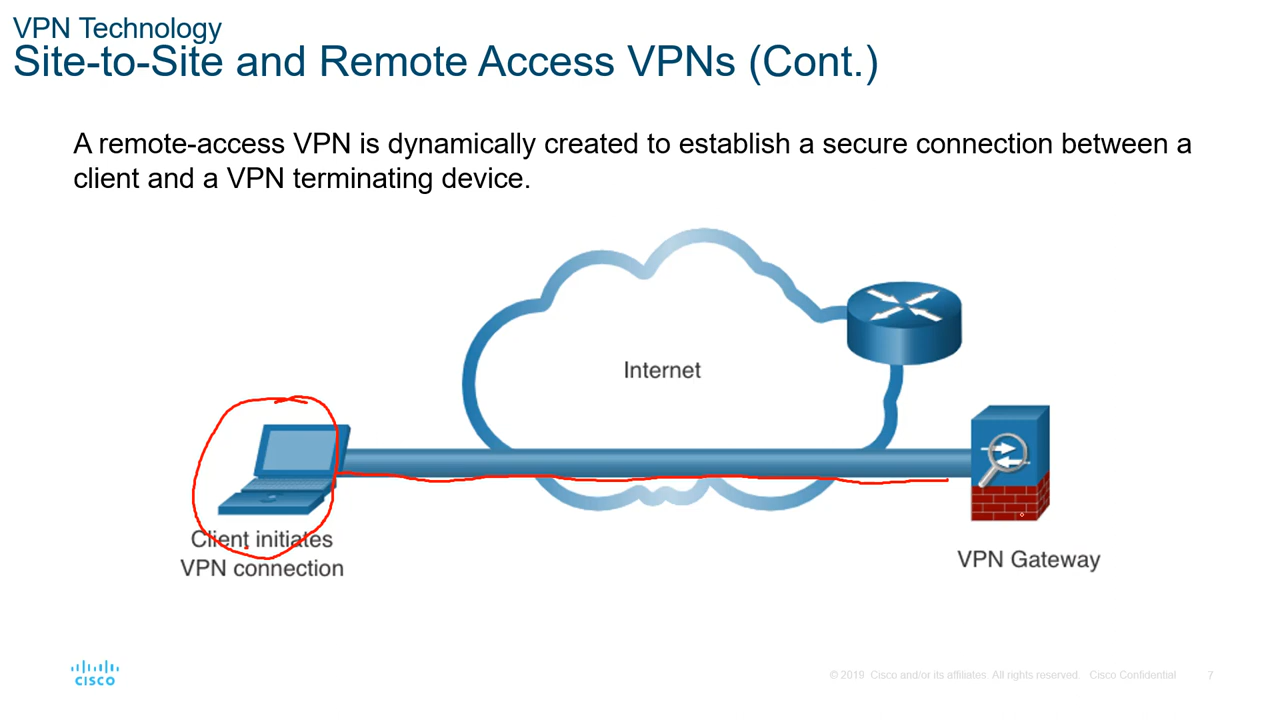 VPN Technology
Site-to-Site and Remote Access VPNs (Cont.)
A remote-access VPN is dynamically created to establish a secure connection between a
client and a VPN terminating device.
Internet
Client initiates
VPN connection
VPN Gateway
CISCO
© 2019 Cisco and/or its affiliates. All rights reserved. Cisco Confidential
7